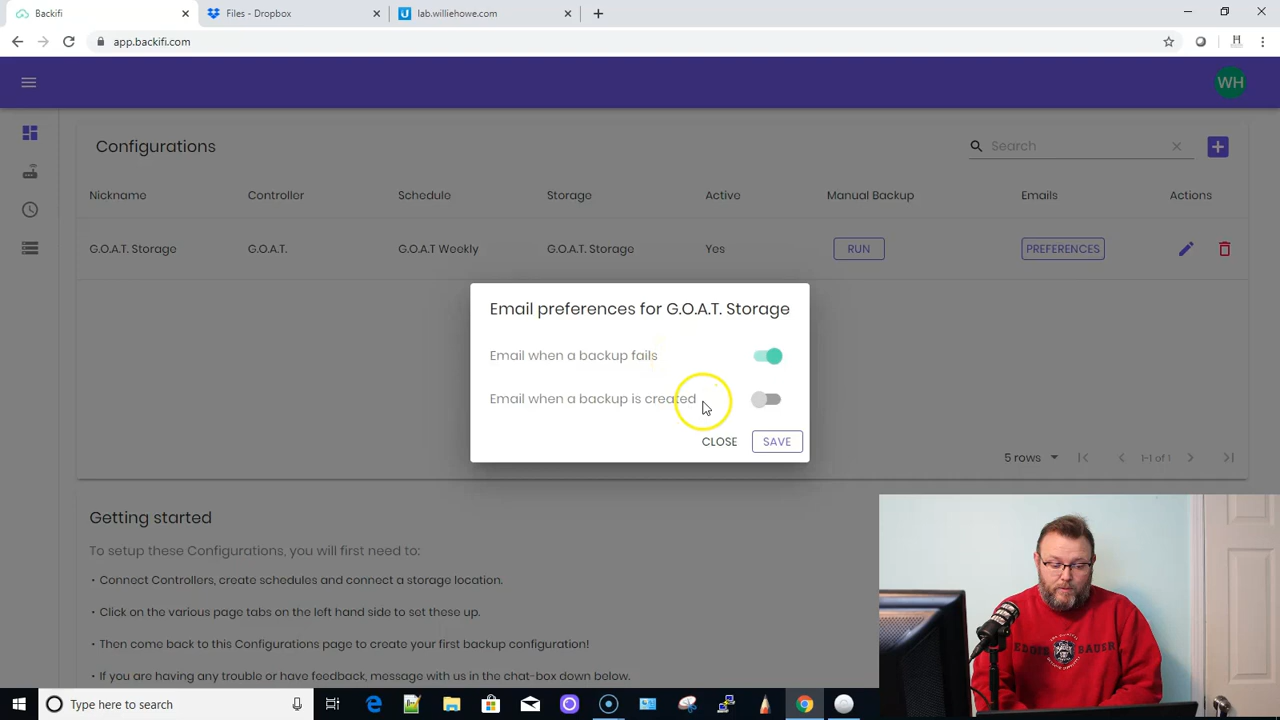 Backifi
Files - Dropbox
lab.williehowe.com
app.backifi.com
WH
Configurations
Search
Nickname Controller Schedule Storage Active Manual Backup Emails Actions
G.O.A.T. Storage G.O.A.T. G.O.A.T Weekly G.O.A.T. Storage Yes RUN PREFERENCES
Email preferences for G.O.A.T. Storage
Email when a backup fails
Email when a backup is created
CLOSE SAVE
5 rows 1-1 of 1
Getting started
To setup these Configurations, you will first need to:
• Connect Controllers, create schedules and connect a storage location.
• Click on the various page tabs on the left hand side to set these up.
• Then come back to this Configurations page to create your first backup configuration!
• If you are having any trouble or have feedback, message with us in the chat-box down below.
EDDIE BAUER
Type here to search